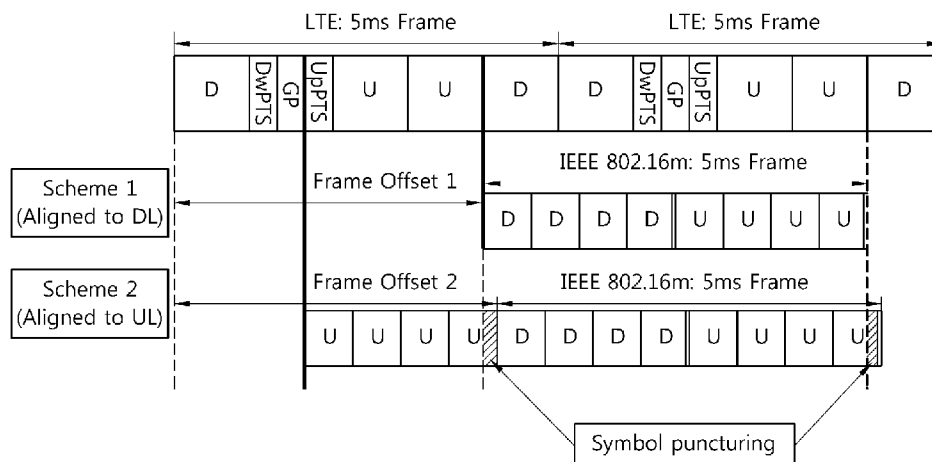 LTE: 5ms Frame LTE: 5ms Frame
D DwPTS GP UpPTS U U D D DwPTS GP UpPTS U U D
Scheme 1
(Aligned to DL)
Frame Offset 1
IEEE 802.16m: 5ms Frame
D D D D U U U U
Scheme 2
(Aligned to UL)
Frame Offset 2
IEEE 802.16m: 5ms Frame
U U U U D D D D U U U U
Symbol puncturing